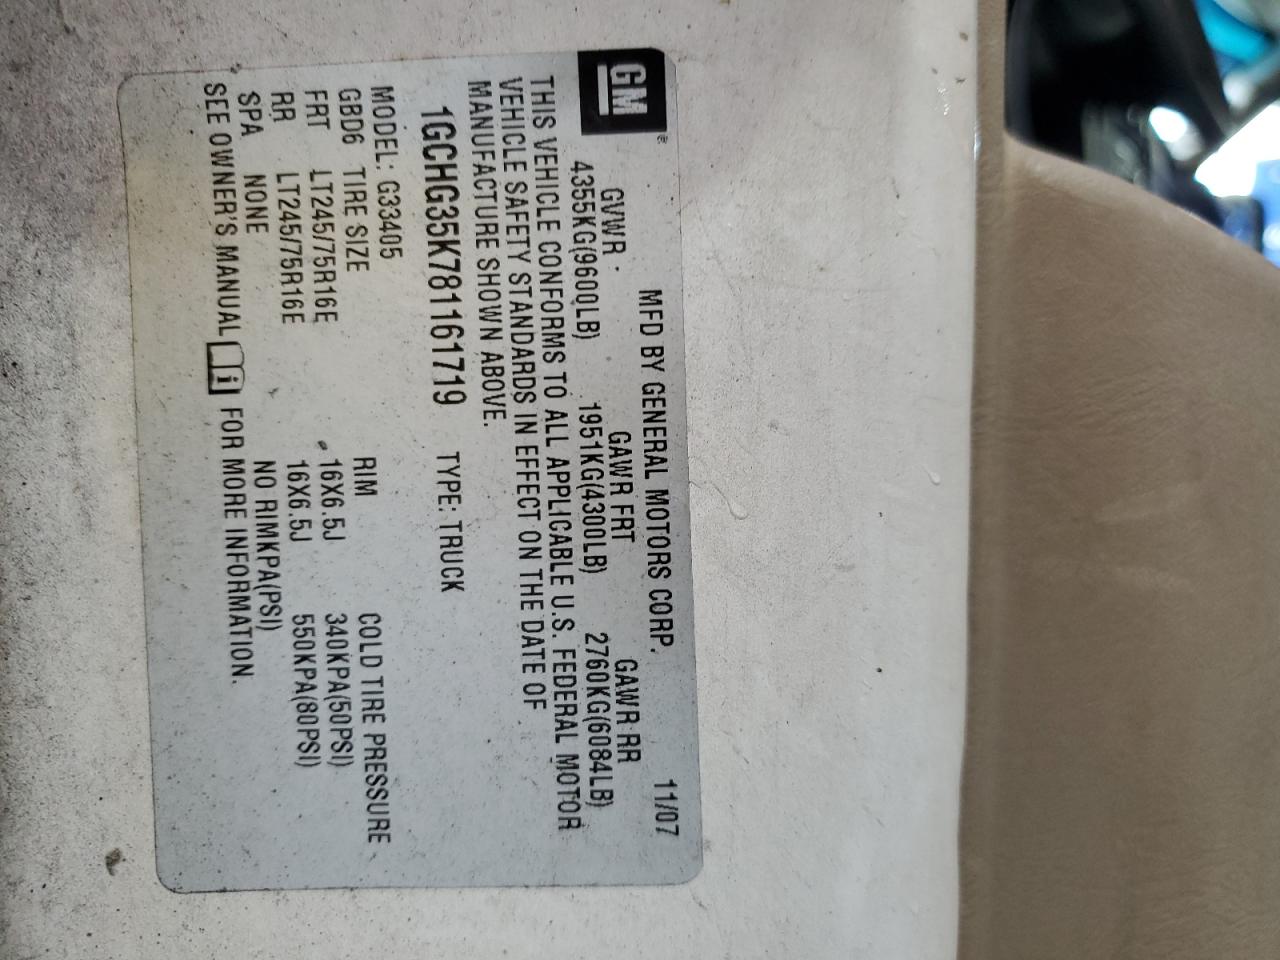 GM
MFD BY GENERAL MOTORS CORP. 11/07
GVWR GAWR FRT GAWR RR
4355KG(9600LB) 1951KG(4300LB) 2760KG(6084LB)
THIS VEHICLE CONFORMS TO ALL APPLICABLE U.S. FEDERAL MOTOR
VEHICLE SAFETY STANDARDS IN EFFECT ON THE DATE OF
MANUFACTURE SHOWN ABOVE.
1GCHG35K781161719 TYPE: TRUCK
MODEL: G33405
GBD6 TIRE SIZE RIM COLD TIRE PRESSURE
FRT LT245/75R16E 16X6.5J 340KPA(50PSI)
RR LT245/75R16E 16X6.5J 550KPA(80PSI)
SPA NONE NO RIMKPA(PSI)
SEE OWNER'S MANUAL FOR MORE INFORMATION.